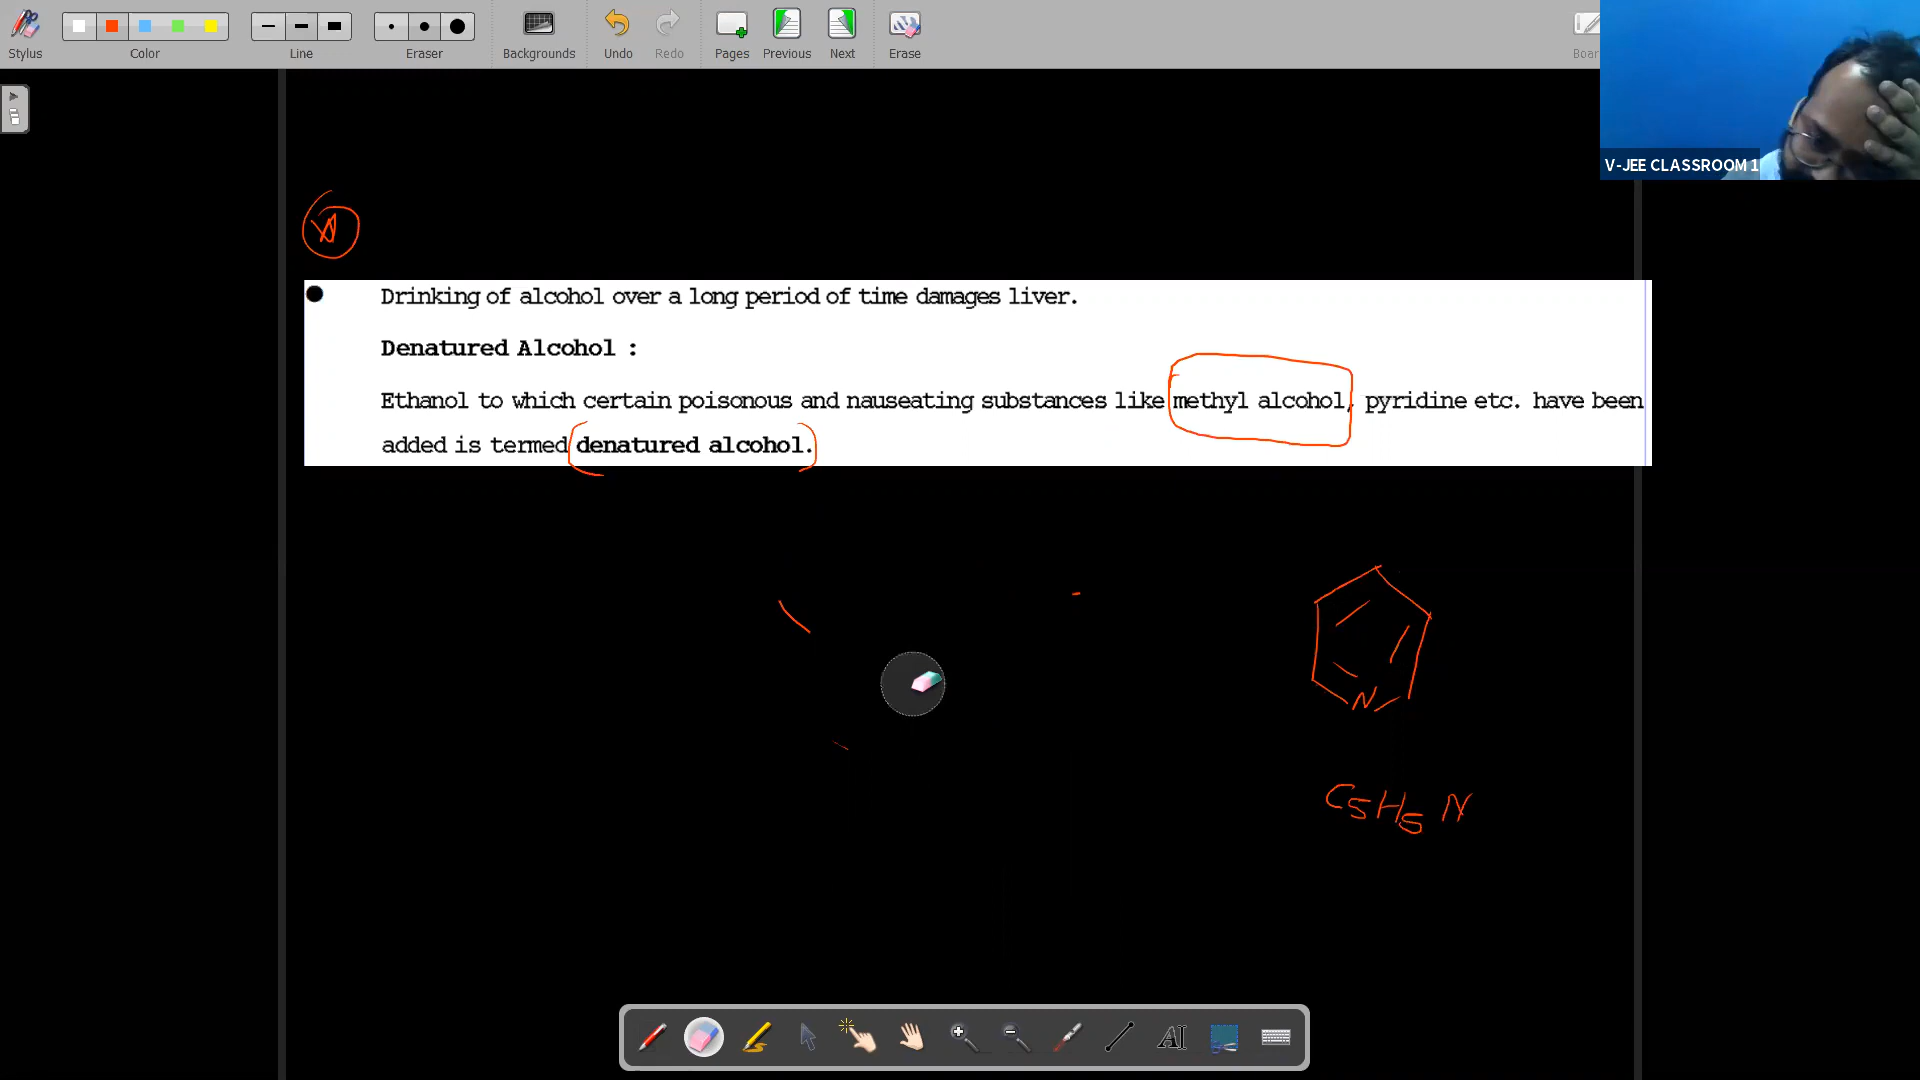 Stylus Color Line Eraser Backgrounds Undo Redo Pages Previous Next Erase
V-JEE CLASSROOM 1
Drinking of alcohol over a long period of time damages liver.
Denatured Alcohol :
Ethanol to which certain poisonous and nauseating substances like methyl alcohol, pyridine etc. have been
added is termed denatured alcohol.
N
C5H5N